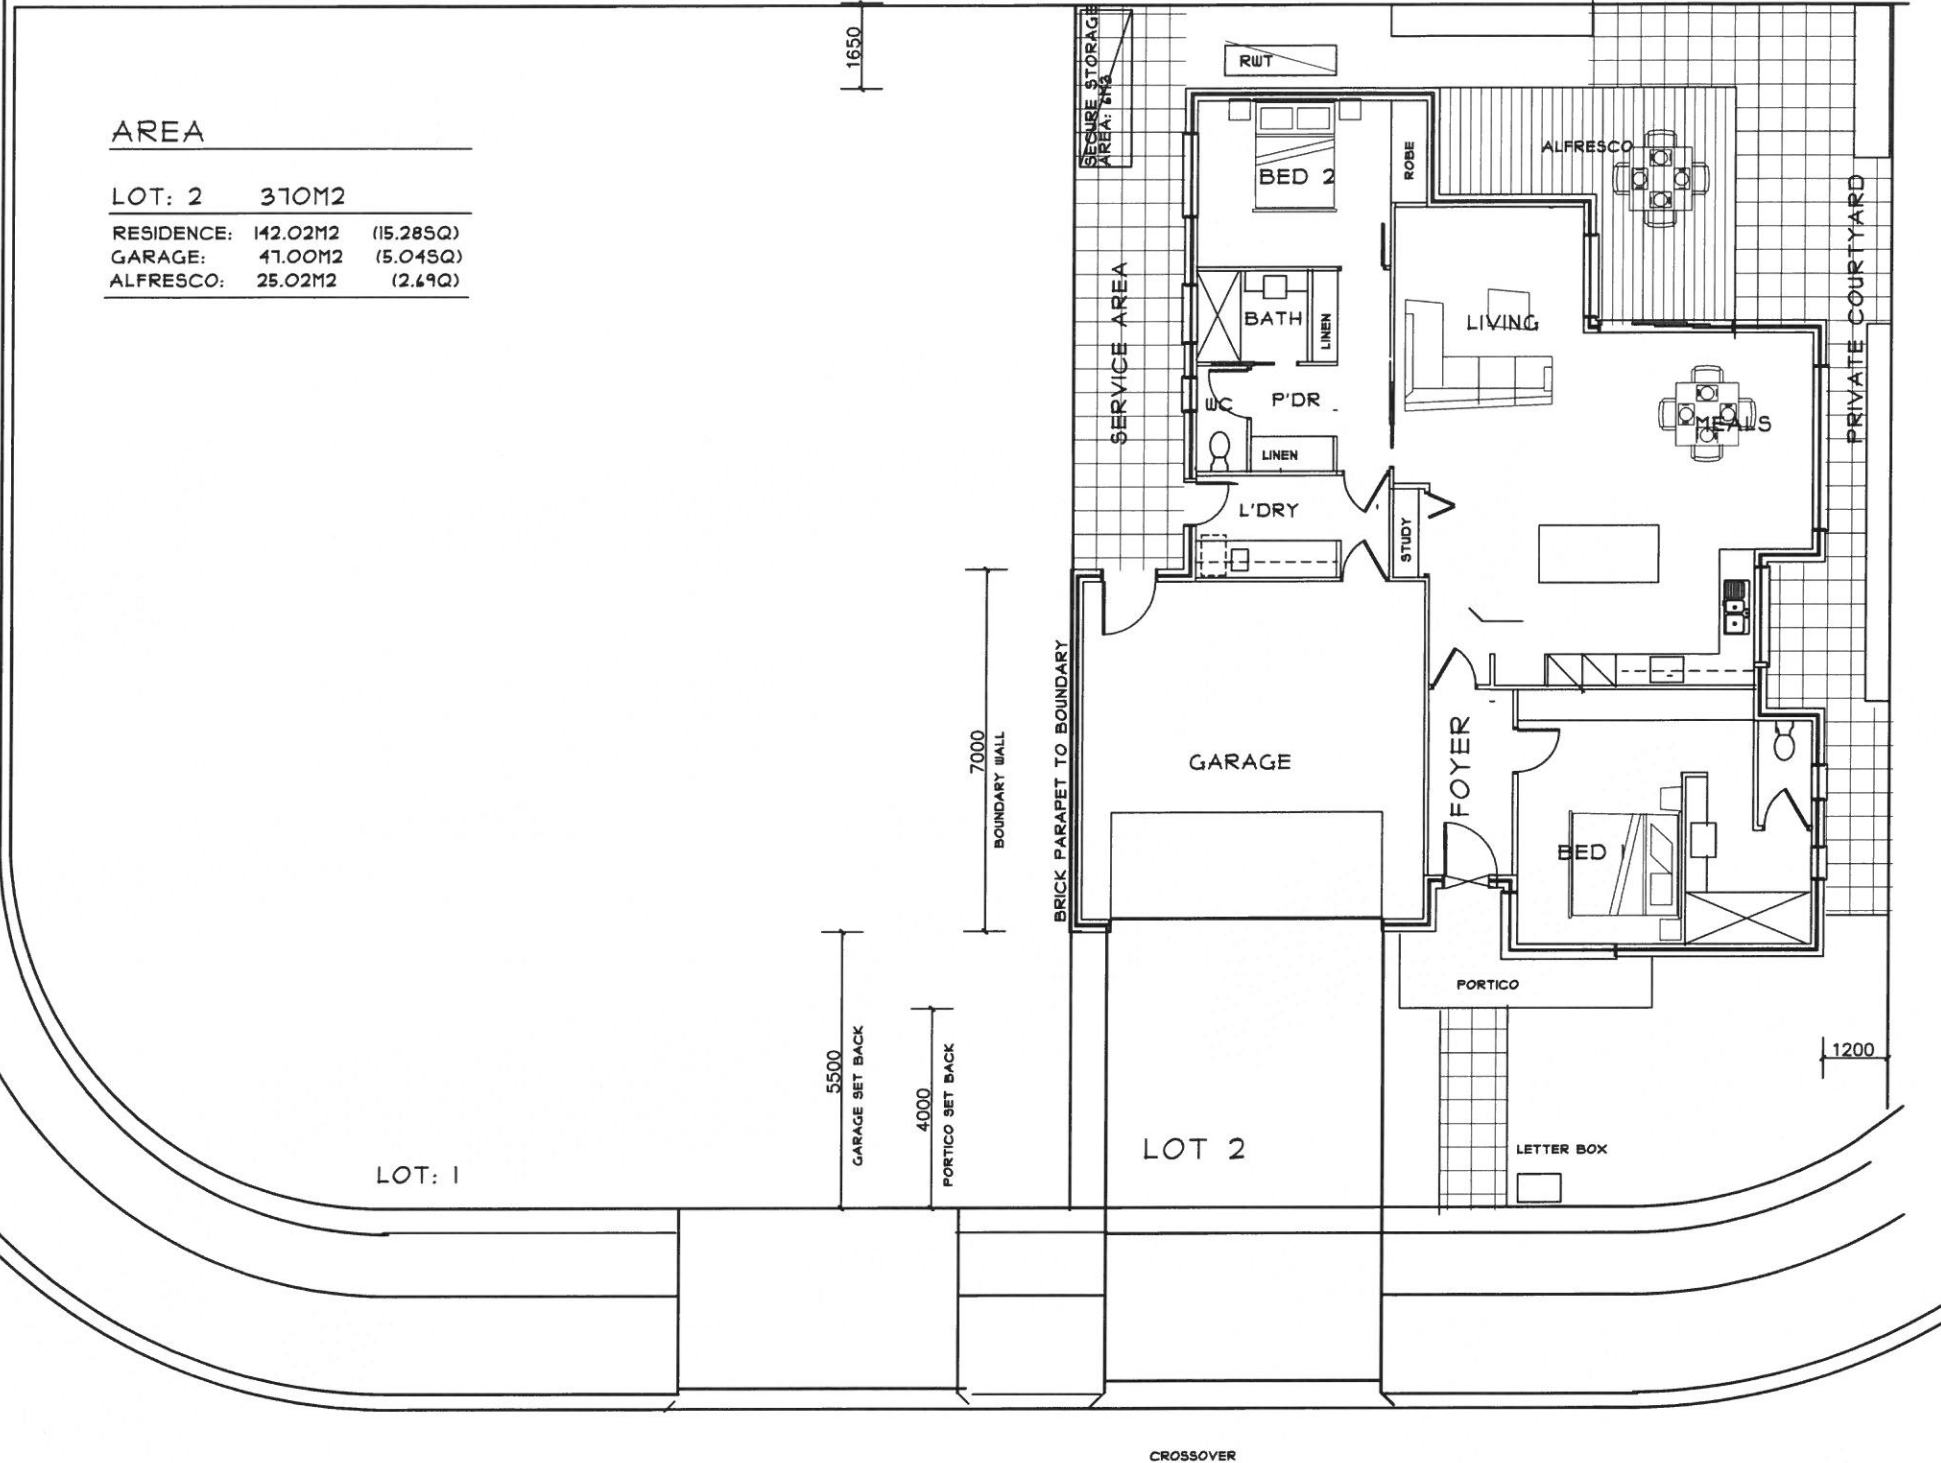 1650
SECURE STORAGE
AREA: 6M3
RWT
AREA
LOT: 2 370M2
RESIDENCE: 142.02M2 (15.28SQ)
GARAGE: 47.00M2 (5.04SQ)
ALFRESCO: 25.02M2 (2.69Q)
BED 2
ROBE
ALFRESCO
PRIVATE COURTYARD
SERVICE AREA
BATH
LINEN
LIVING
WC
P'DR
MEALS
LINEN
L'DRY
STUDY
7000
BOUNDARY WALL
BRICK PARAPET TO BOUNDARY
GARAGE
FOYER
BED 1
PORTICO
5500
GARAGE SET BACK
4000
PORTICO SET BACK
1200
LOT: 1
LOT 2
LETTER BOX
CROSSOVER